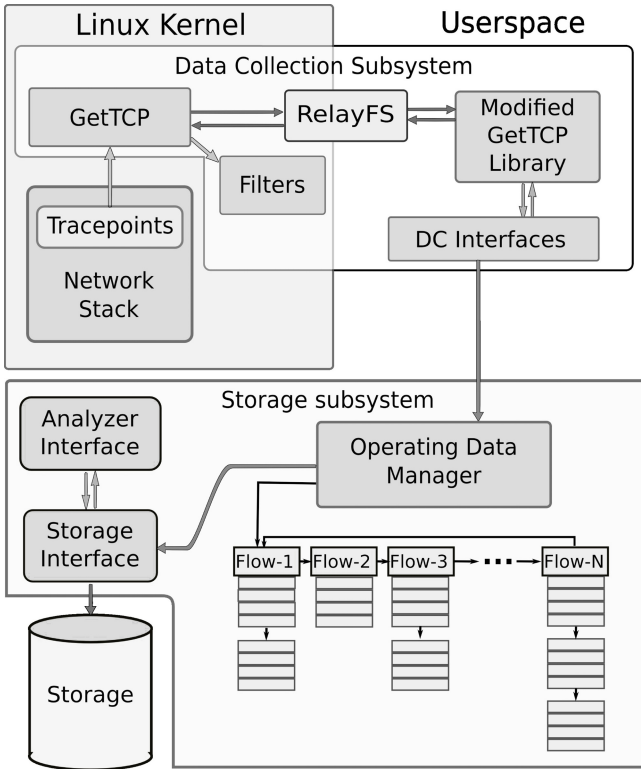 Linux Kernel
Userspace
Data Collection Subsystem
GetTCP
RelayFS
Modified
GetTCP
Library
Filters
Tracepoints
Network
Stack
DC Interfaces
Storage subsystem
Analyzer
Interface
Operating Data
Manager
Storage
Interface
Flow-1
Flow-2
Flow-3
Flow-N
Storage